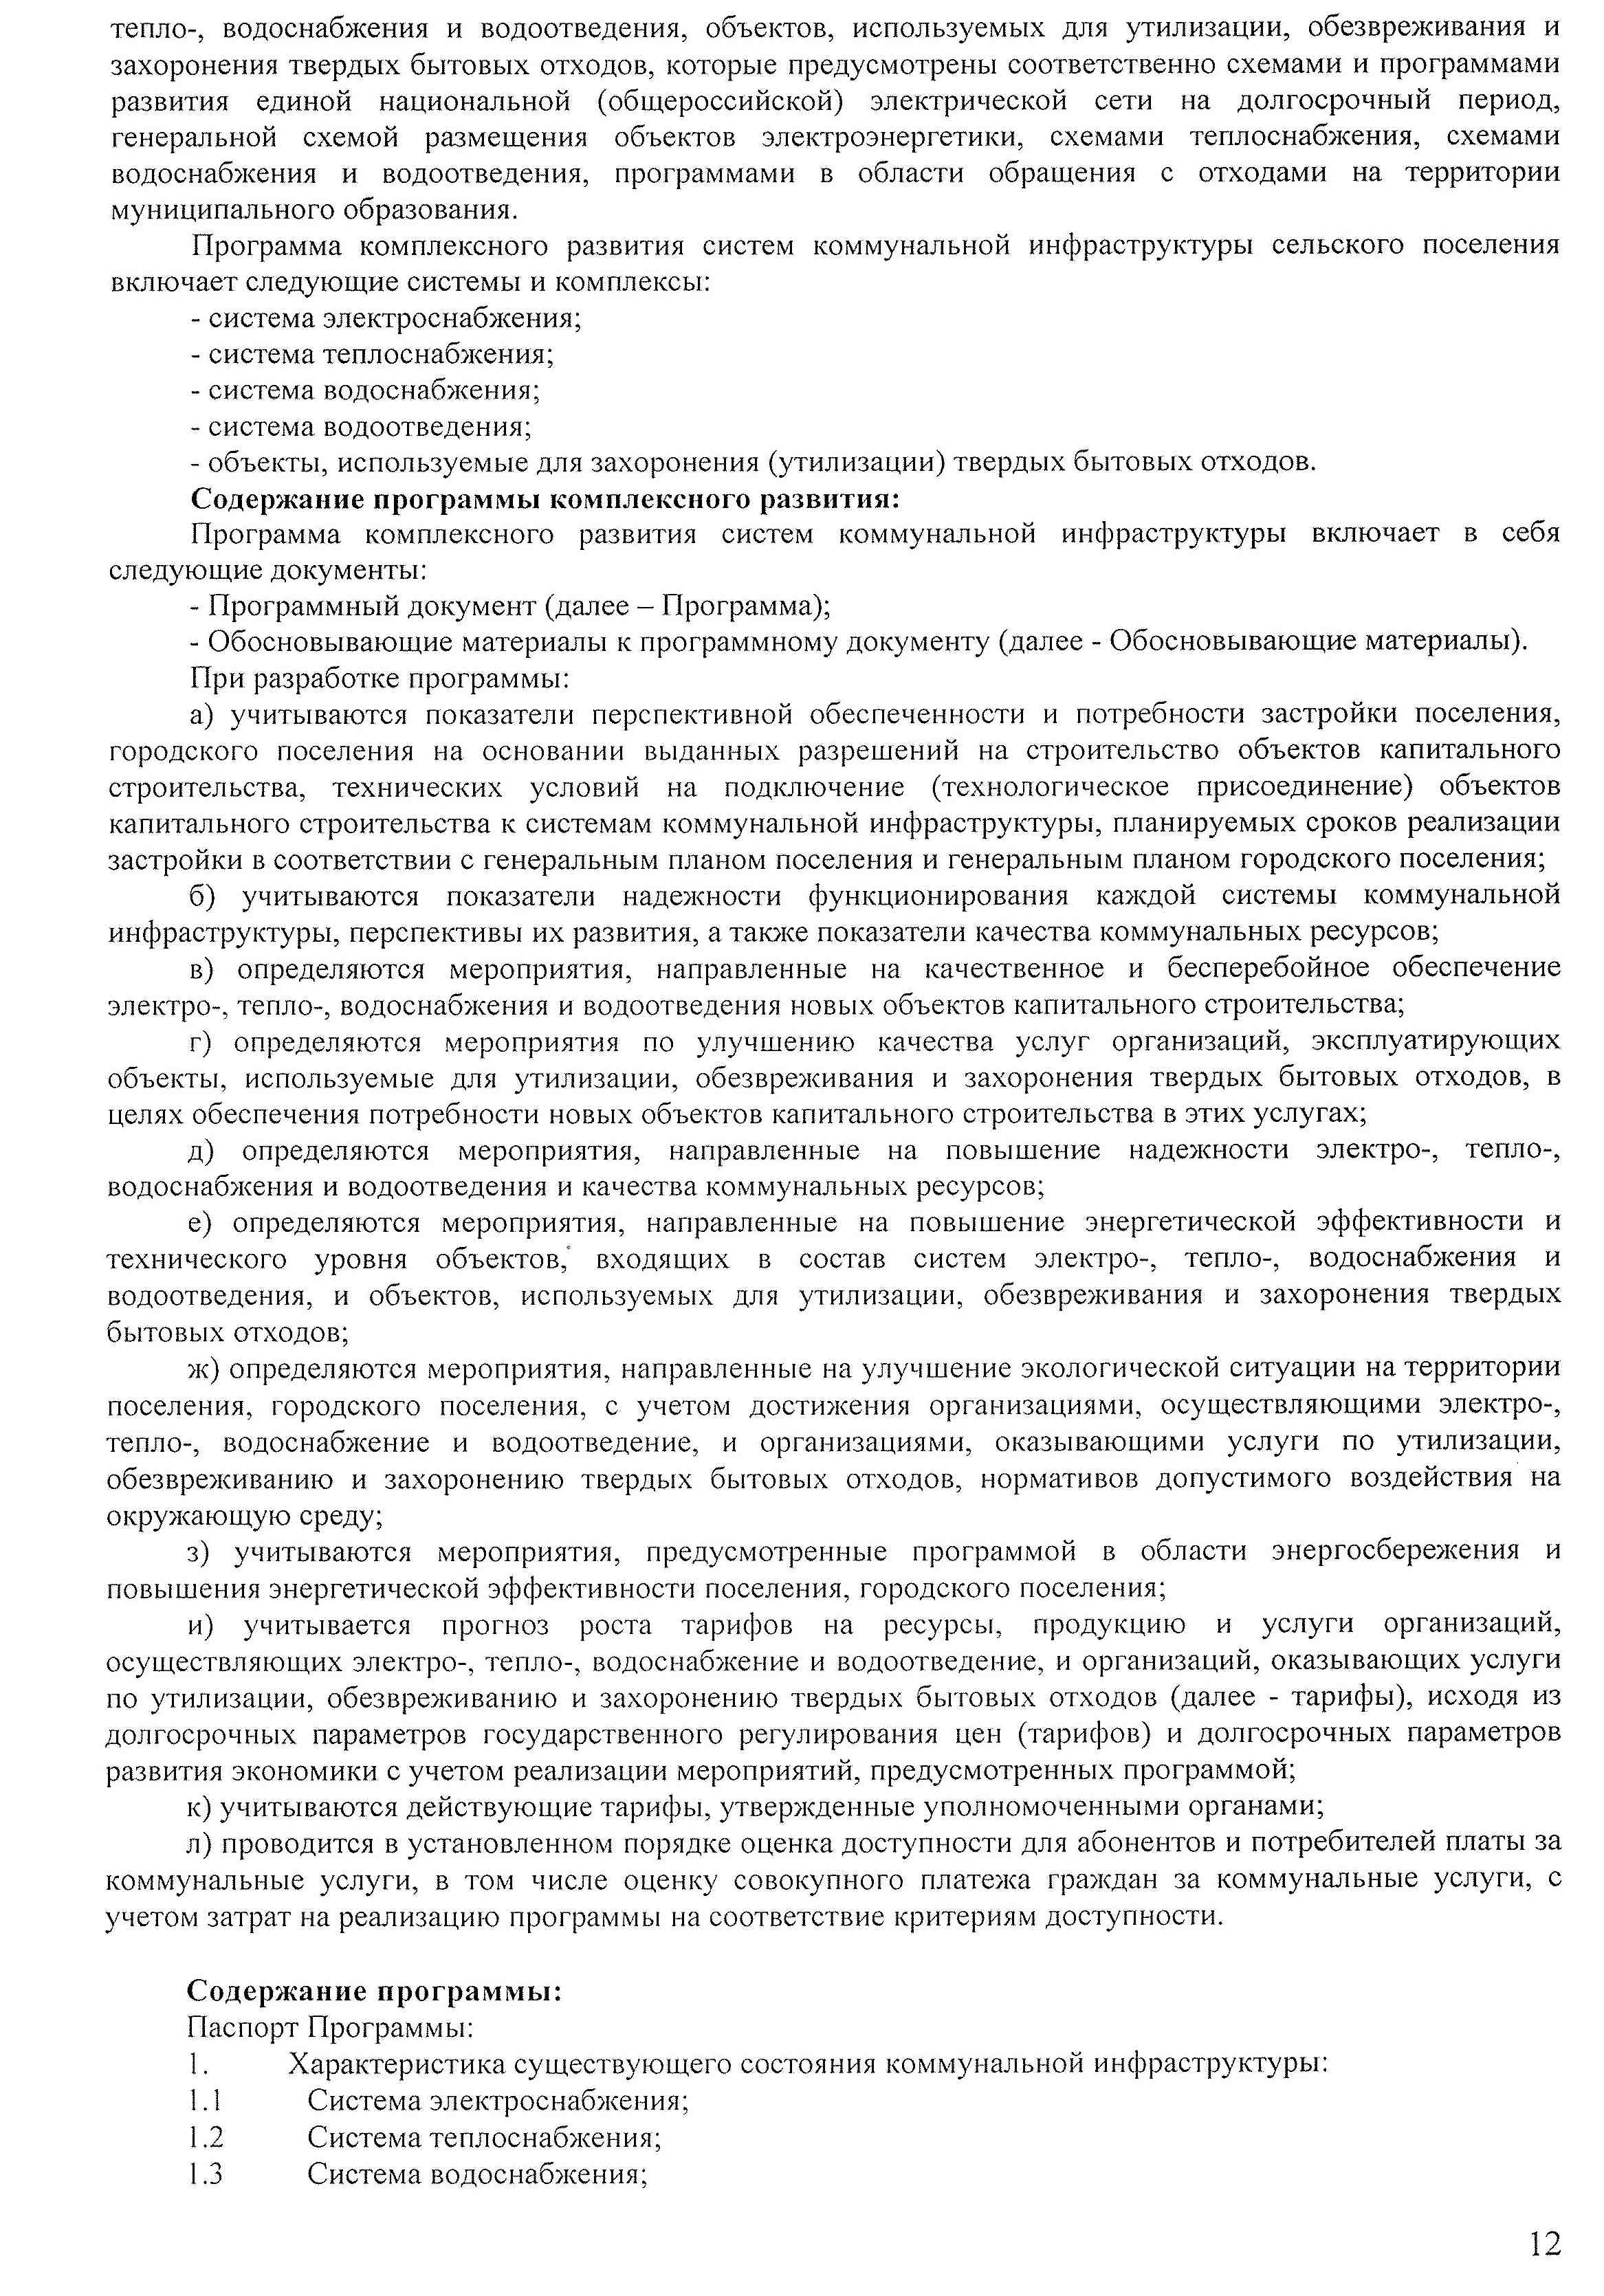 тепло-, водоснабжения и водоотведения, объектов, используемых для утилизации, обезвреживания и
захоронения твердых бытовых отходов, которые предусмотрены соответственно схемами и программами
развития единой национальной (общероссийской) электрической сети на долгосрочный период,
генеральной схемой размещения объектов электроэнергетики, схемами теплоснабжения, схемами
водоснабжения и водоотведения, программами в области обращения с отходами на территории
муниципального образования.
Программа комплексного развития систем коммунальной инфраструктуры сельского поселения
включает следующие системы и комплексы:
- система электроснабжения;
- система теплоснабжения;
- система водоснабжения;
- система водоотведения;
- объекты, используемые для захоронения (утилизации) твердых бытовых отходов.
Содержание программы комплексного развития:
Программа комплексного развития систем коммунальной инфраструктуры включает в себя
следующие документы:
- Программный документ (далее – Программа);
- Обосновывающие материалы к программному документу (далее - Обосновывающие материалы).
При разработке программы:
а) учитываются показатели перспективной обеспеченности и потребности застройки поселения,
городского поселения на основании выданных разрешений на строительство объектов капитального
строительства, технических условий на подключение (технологическое присоединение) объектов
капитального строительства к системам коммунальной инфраструктуры, планируемых сроков реализации
застройки в соответствии с генеральным планом поселения и генеральным планом городского поселения;
б) учитываются показатели надежности функционирования каждой системы коммунальной
инфраструктуры, перспективы их развития, а также показатели качества коммунальных ресурсов;
в) определяются мероприятия, направленные на качественное и бесперебойное обеспечение
электро-, тепло-, водоснабжения и водоотведения новых объектов капитального строительства;
г) определяются мероприятия по улучшению качества услуг организаций, эксплуатирующих
объекты, используемые для утилизации, обезвреживания и захоронения твердых бытовых отходов, в
целях обеспечения потребности новых объектов капитального строительства в этих услугах;
д) определяются мероприятия, направленные на повышение надежности электро-, тепло-,
водоснабжения и водоотведения и качества коммунальных ресурсов;
е) определяются мероприятия, направленные на повышение энергетической эффективности и
технического уровня объектов, входящих в состав систем электро-, тепло-, водоснабжения и
водоотведения, и объектов, используемых для утилизации, обезвреживания и захоронения твердых
бытовых отходов;
ж) определяются мероприятия, направленные на улучшение экологической ситуации на территории
поселения, городского поселения, с учетом достижения организациями, осуществляющими электро-,
тепло-, водоснабжение и водоотведение, и организациями, оказывающими услуги по утилизации,
обезвреживанию и захоронению твердых бытовых отходов, нормативов допустимого воздействия на
окружающую среду;
з) учитываются мероприятия, предусмотренные программой в области энергосбережения и
повышения энергетической эффективности поселения, городского поселения;
и) учитывается прогноз роста тарифов на ресурсы, продукцию и услуги организаций,
осуществляющих электро-, тепло-, водоснабжение и водоотведение, и организаций, оказывающих услуги
по утилизации, обезвреживанию и захоронению твердых бытовых отходов (далее - тарифы), исходя из
долгосрочных параметров государственного регулирования цен (тарифов) и долгосрочных параметров
развития экономики с учетом реализации мероприятий, предусмотренных программой;
к) учитываются действующие тарифы, утвержденные уполномоченными органами;
л) проводится в установленном порядке оценка доступности для абонентов и потребителей платы за
коммунальные услуги, в том числе оценку совокупного платежа граждан за коммунальные услуги, с
учетом затрат на реализацию программы на соответствие критериям доступности.
Содержание программы:
Паспорт Программы:
1. Характеристика существующего состояния коммунальной инфраструктуры:
1.1 Система электроснабжения;
1.2 Система теплоснабжения;
1.3 Система водоснабжения;
12